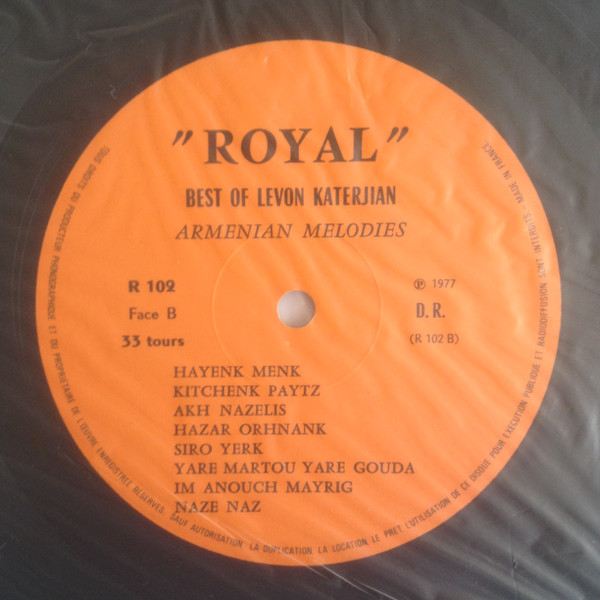 "ROYAL"
BEST OF LEVON KATERJIAN
ARMENIAN MELODIES
R 102
Face B
33 tours
℗ 1977
D. R.
(R 102 B)
HAYENK MENK
KITCHENK PAYTZ
AKH NAZELIS
HAZAR ORHNANK
SIRO YERK
YARE MARTOU YARE GOUDA
IM ANOUCH MAYRIG
NAZE NAZ
TOUS DROITS DU PRODUCTEUR PHONOGRAPHIQUE ET DU PROPRIETAIRE DE L'ŒUVRE ENREGISTREE RESERVES. SAUF AUTORISATION LA DUPLICATION, LA LOCATION, LE PRET, L'UTILISATION DE CE DISQUE POUR EXECUTION PUBLIQUE ET RADIODIFFUSION SONT INTERDITS - MADE IN FRANCE